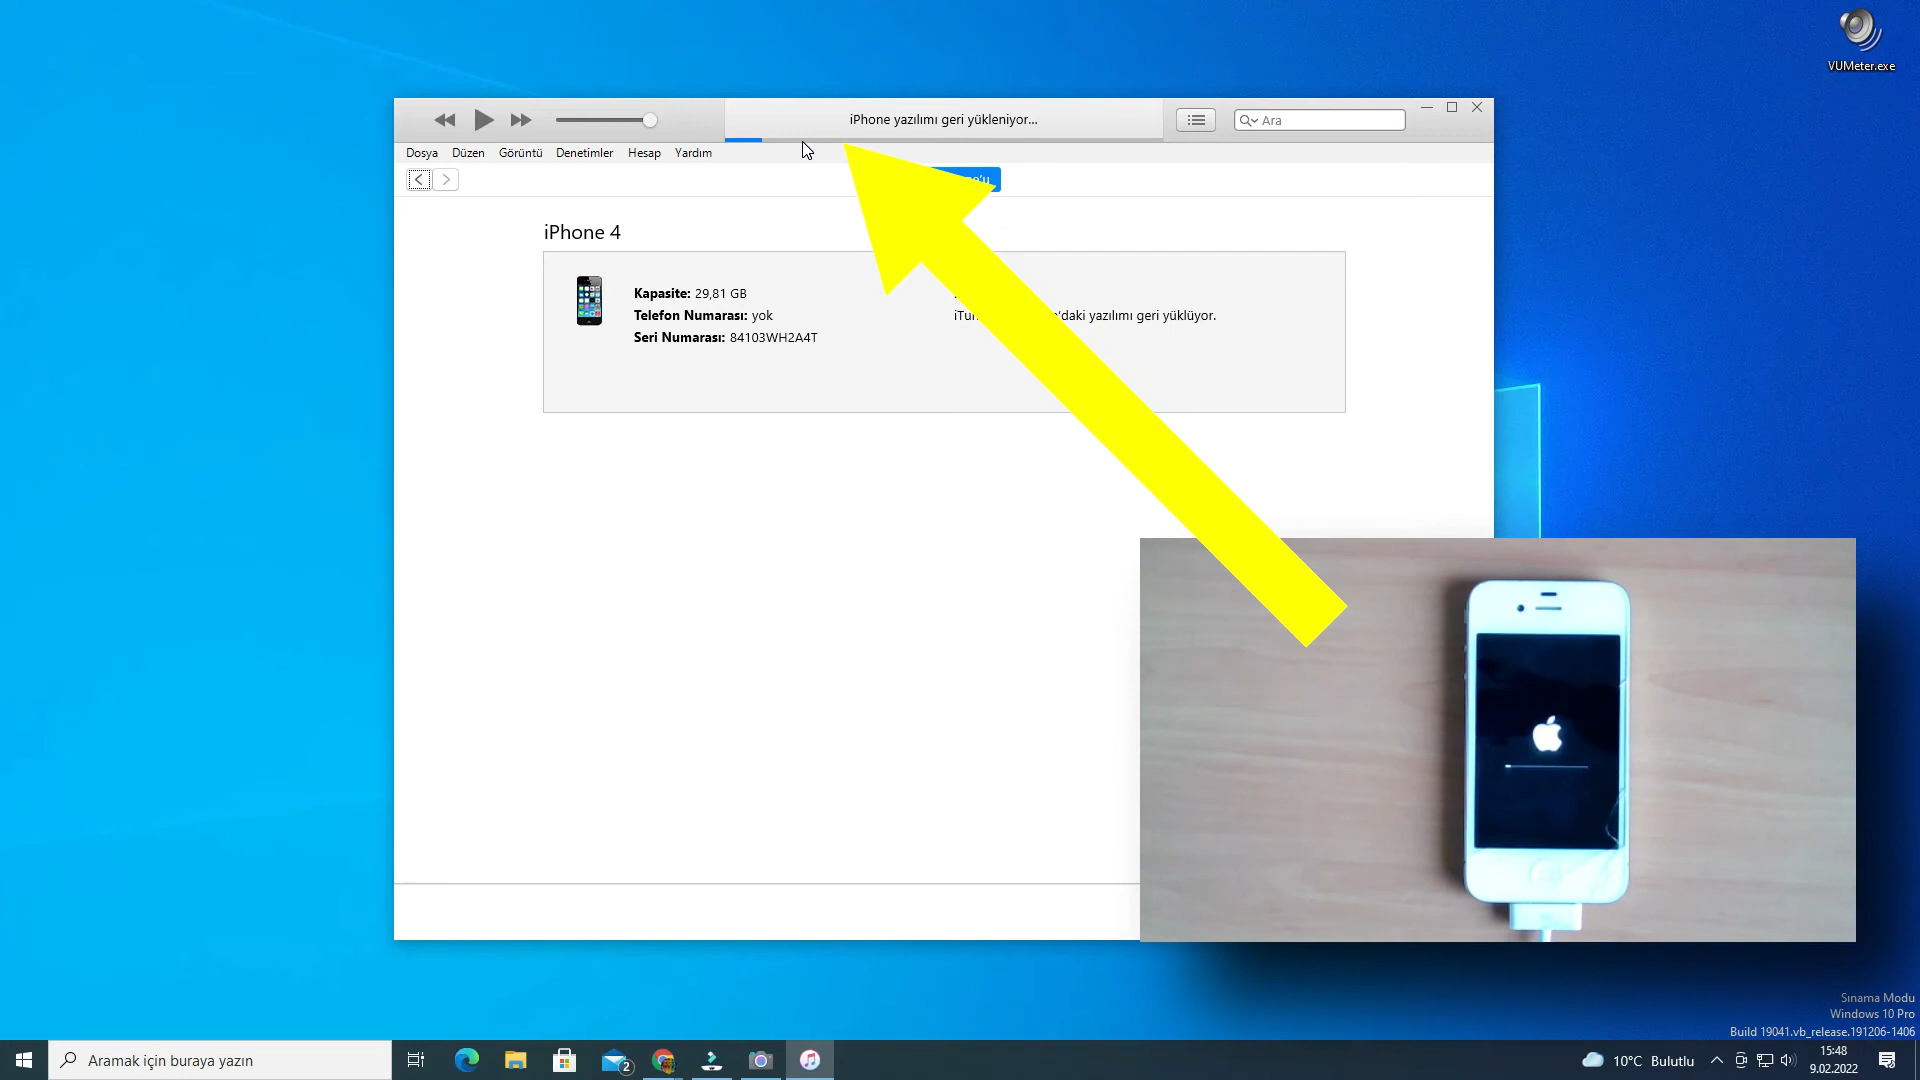 VUMeter.exe
iPhone yazılımı geri yükleniyor...
Ara
Dosya Düzen Görüntü Denetimler Hesap Yardım
iPhone 4
Kapasite: 29,81 GB
Telefon Numarası: yok
daki yazılımı geri yüklüyor.
Seri Numarası: 84103WH2A4T
Sınama Modu
Windows 10 Pro
Build 19041.vb_release.191206-1406
Aramak için buraya yazın
2
10°C Bulutlu
15:48
9.02.2022